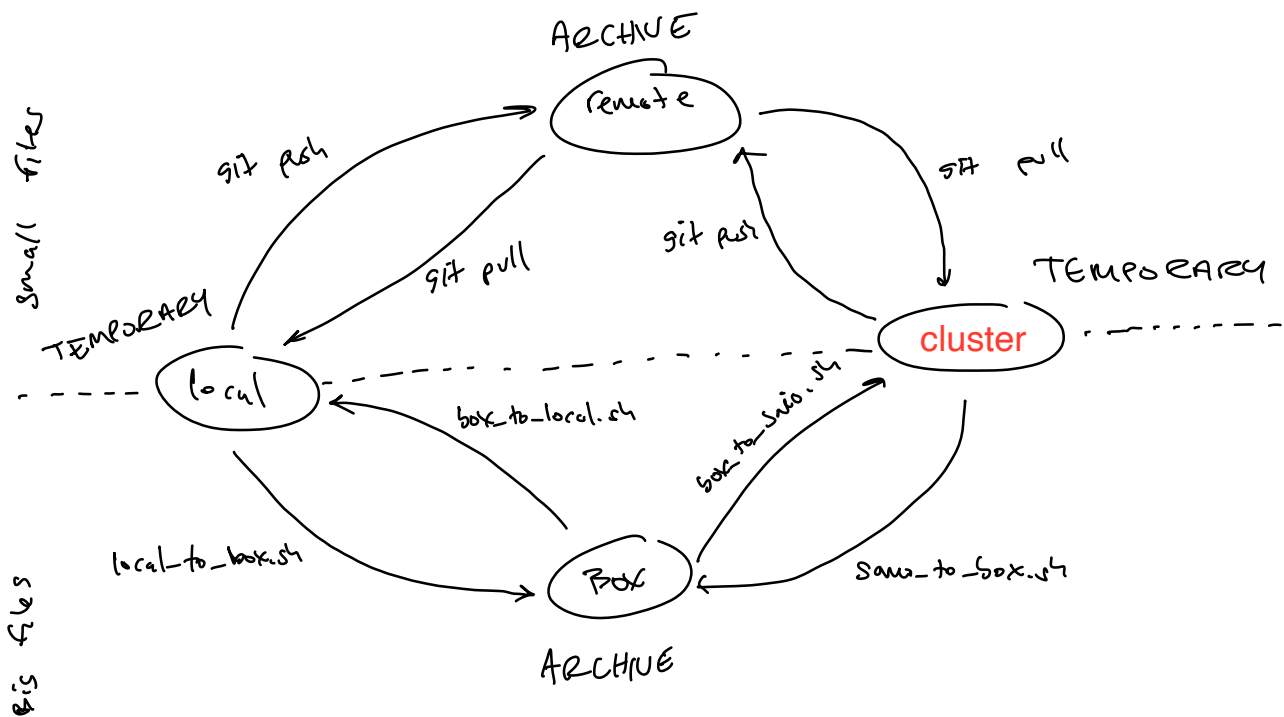 ARCHIVE
remote
small files
git push
git pull
git push
git pull
TEMPORARY
TEMPORARY
local
cluster
box_to_local.sh
local_to_box.sh
Box
big files
ARCHIVE